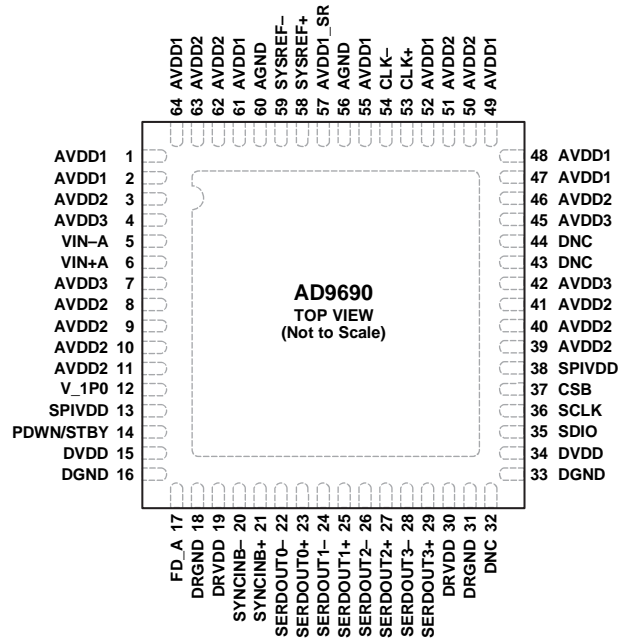 64 AVDD1
63 AVDD2
62 AVDD2
61 AVDD1
60 AGND
59 SYSREF–
58 SYSREF+
57 AVDD1_SR
56 AGND
55 AVDD1
54 CLK–
53 CLK+
52 AVDD1
51 AVDD2
50 AVDD2
49 AVDD1
AVDD1 1
AVDD1 2
AVDD2 3
AVDD3 4
VIN–A 5
VIN+A 6
AVDD3 7
AVDD2 8
AVDD2 9
AVDD2 10
AVDD2 11
V_1P0 12
SPIVDD 13
PDWN/STBY 14
DVDD 15
DGND 16
AD9690
TOP VIEW
(Not to Scale)
48 AVDD1
47 AVDD1
46 AVDD2
45 AVDD3
44 DNC
43 DNC
42 AVDD3
41 AVDD2
40 AVDD2
39 AVDD2
38 SPIVDD
37 CSB
36 SCLK
35 SDIO
34 DVDD
33 DGND
FD_A 17
DRGND 18
DRVDD 19
SYNCINB– 20
SYNCINB+ 21
SERDOUT0– 22
SERDOUT0+ 23
SERDOUT1– 24
SERDOUT1+ 25
SERDOUT2– 26
SERDOUT2+ 27
SERDOUT3– 28
SERDOUT3+ 29
DRVDD 30
DRGND 31
DNC 32